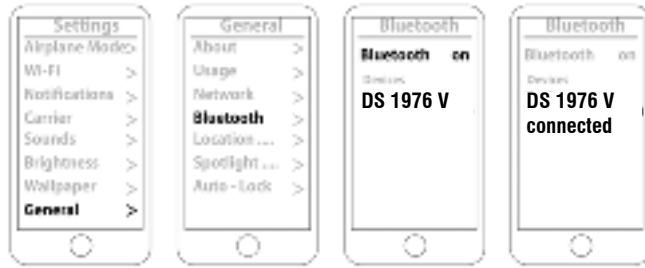 Settings
Airplane Mode>
Wi-Fi >
Notifications >
Carrier >
Sounds >
Brightness >
Wallpaper >
General >
General
About >
Usage >
Network >
Bluetooth >
Location .... >
Spotlight .... >
Auto - Lock >
Bluetooth
Bluetooth on
Devices
DS 1976 V
Bluetooth
Bluetooth on
Devices
DS 1976 V
connected